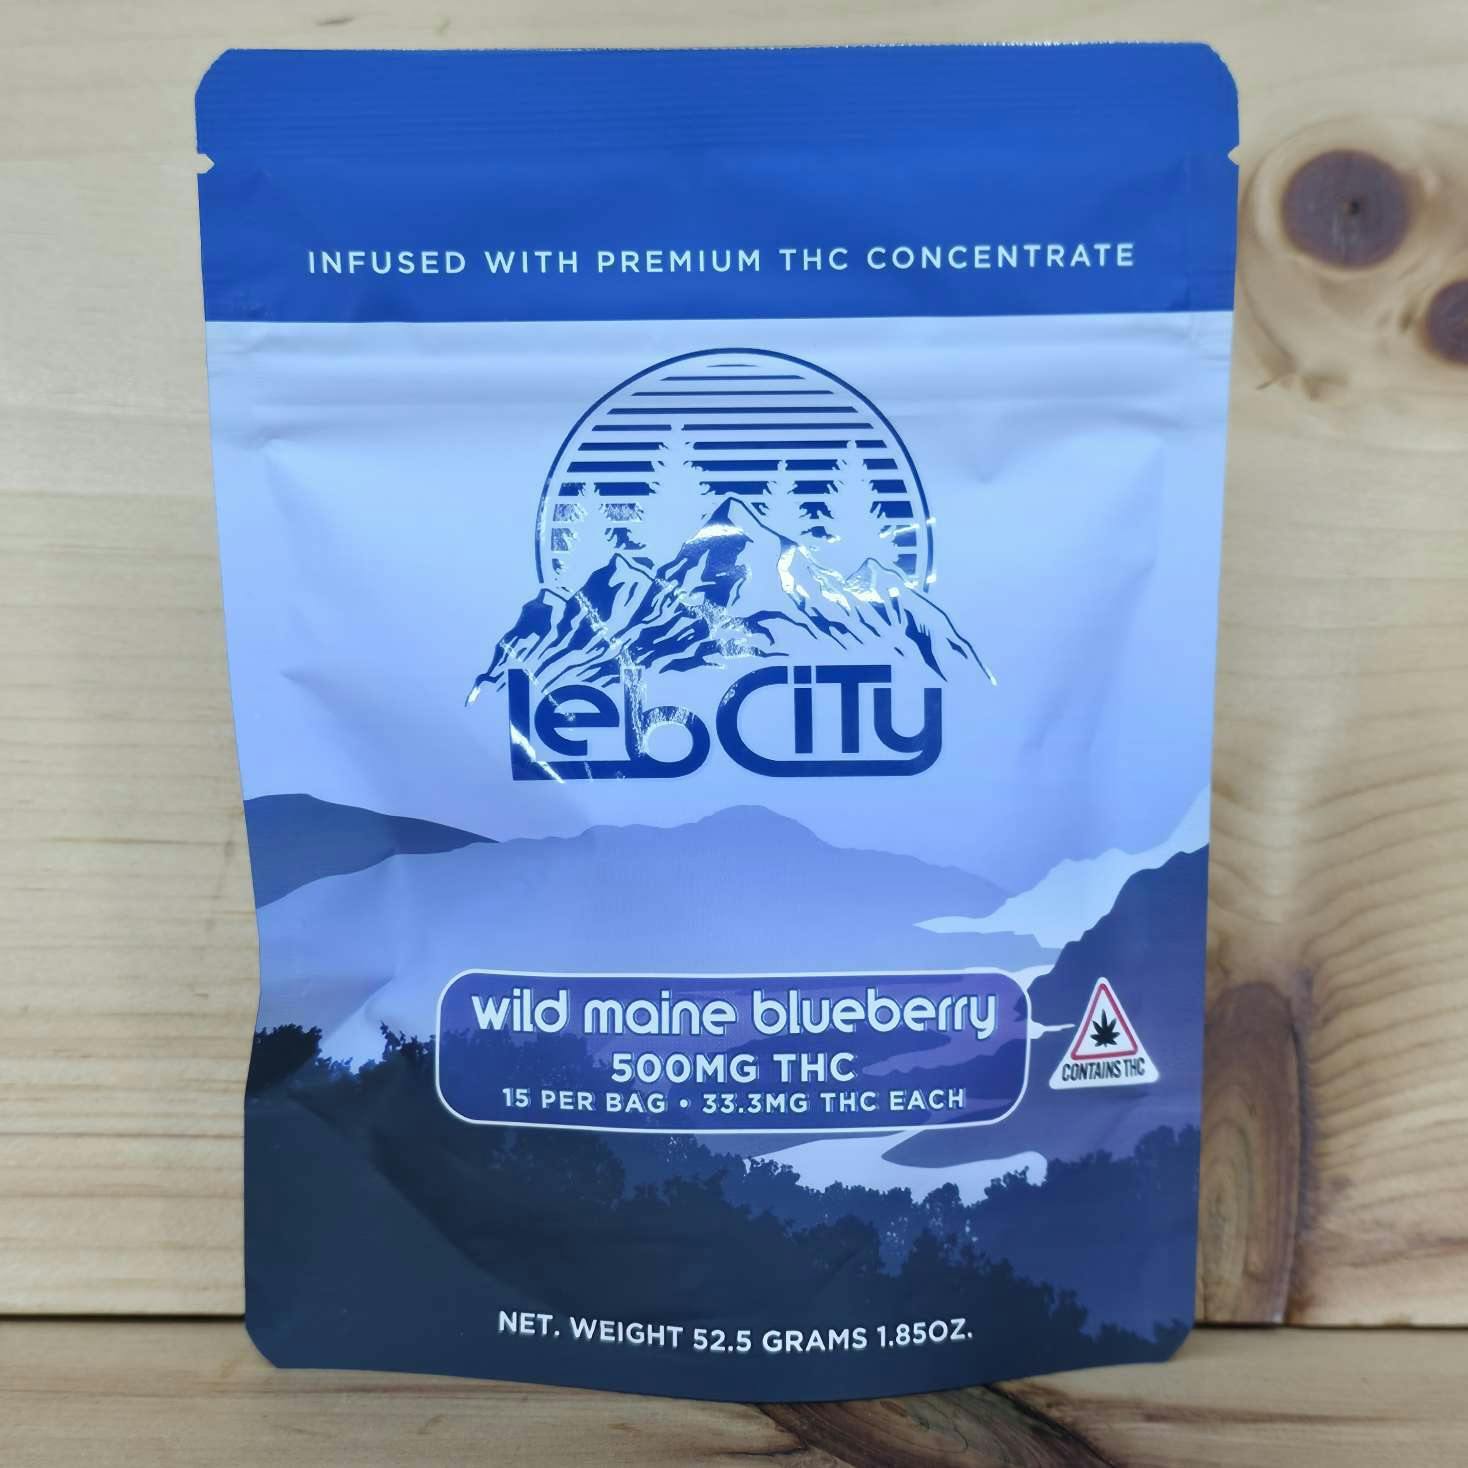 INFUSED WITH PREMIUM THC CONCENTRATE
lebCiTy
wild maine blueberry
500MG THC
15 PER BAG • 33.3MG THC EACH
CONTAINS THC
NET. WEIGHT 52.5 GRAMS 1.85OZ.